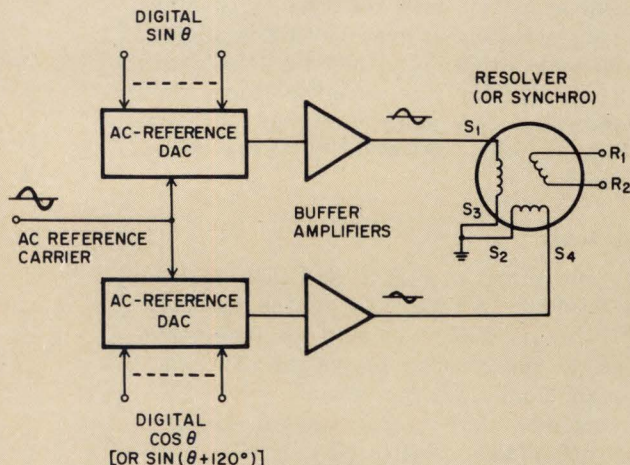 DIGITAL
SIN θ
AC-REFERENCE
DAC
RESOLVER
(OR SYNCHRO)
S1
R1
R2
S3
S2
S4
AC REFERENCE
CARRIER
BUFFER
AMPLIFIERS
AC-REFERENCE
DAC
DIGITAL
COS θ
[OR SIN (θ+120°)]